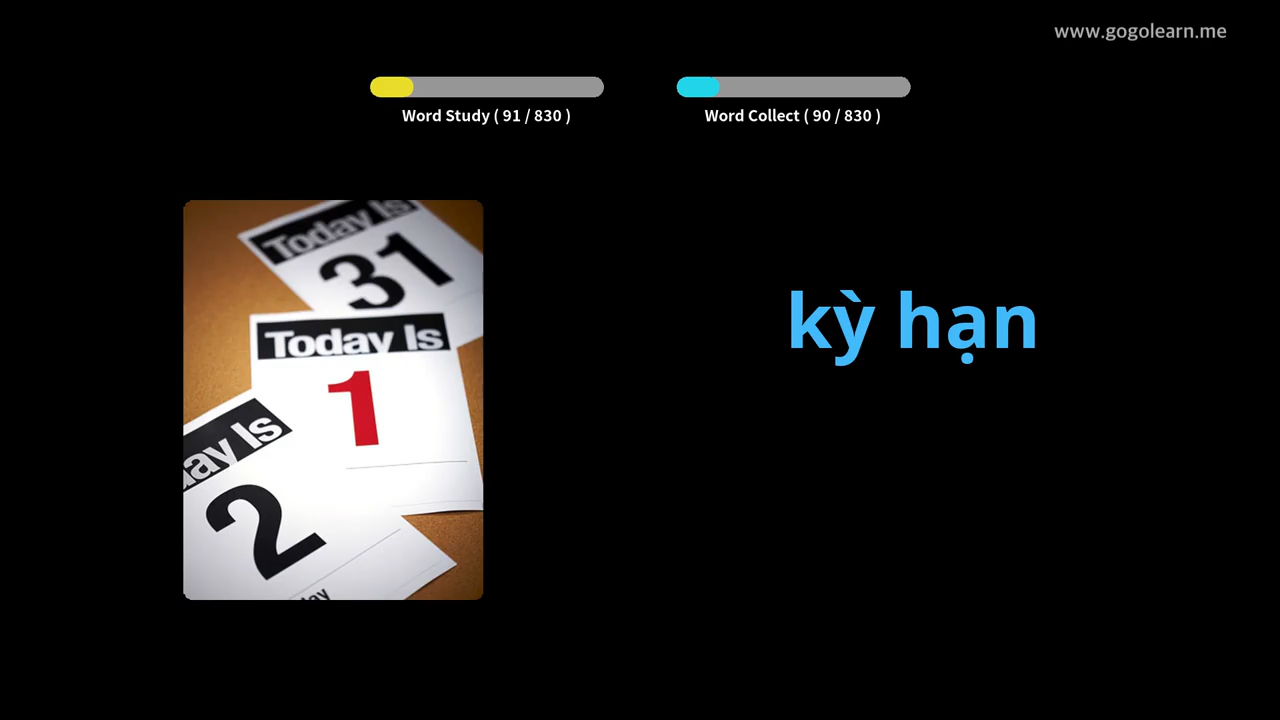 www.gogolearn.me
Word Study ( 91 / 830 )
Word Collect ( 90 / 830 )
Today Is
31
Today Is
1
ay Is
2
ay
kỳ hạn